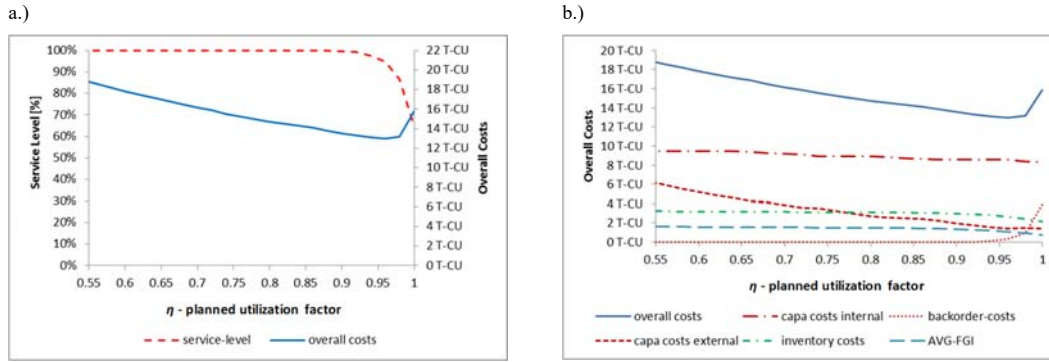 a.)
b.)
100%
90%
80%
70%
60%
50%
40%
30%
20%
10%
0%
Service Level [%]
22 T-CU
20 T-CU
18 T-CU
16 T-CU
14 T-CU
12 T-CU
10 T-CU
8 T-CU
6 T-CU
4 T-CU
2 T-CU
0 T-CU
Overall Costs
0.55 0.6 0.65 0.7 0.75 0.8 0.85 0.9 0.95 1
η - planned utilization factor
service-level overall costs
20 T-CU
18 T-CU
16 T-CU
14 T-CU
12 T-CU
10 T-CU
8 T-CU
6 T-CU
4 T-CU
2 T-CU
0 T-CU
Overall Costs
0.55 0.6 0.65 0.7 0.75 0.8 0.85 0.9 0.95 1
η - planned utilization factor
overall costs capa costs internal backorder-costs
capa costs external inventory costs AVG-FGI